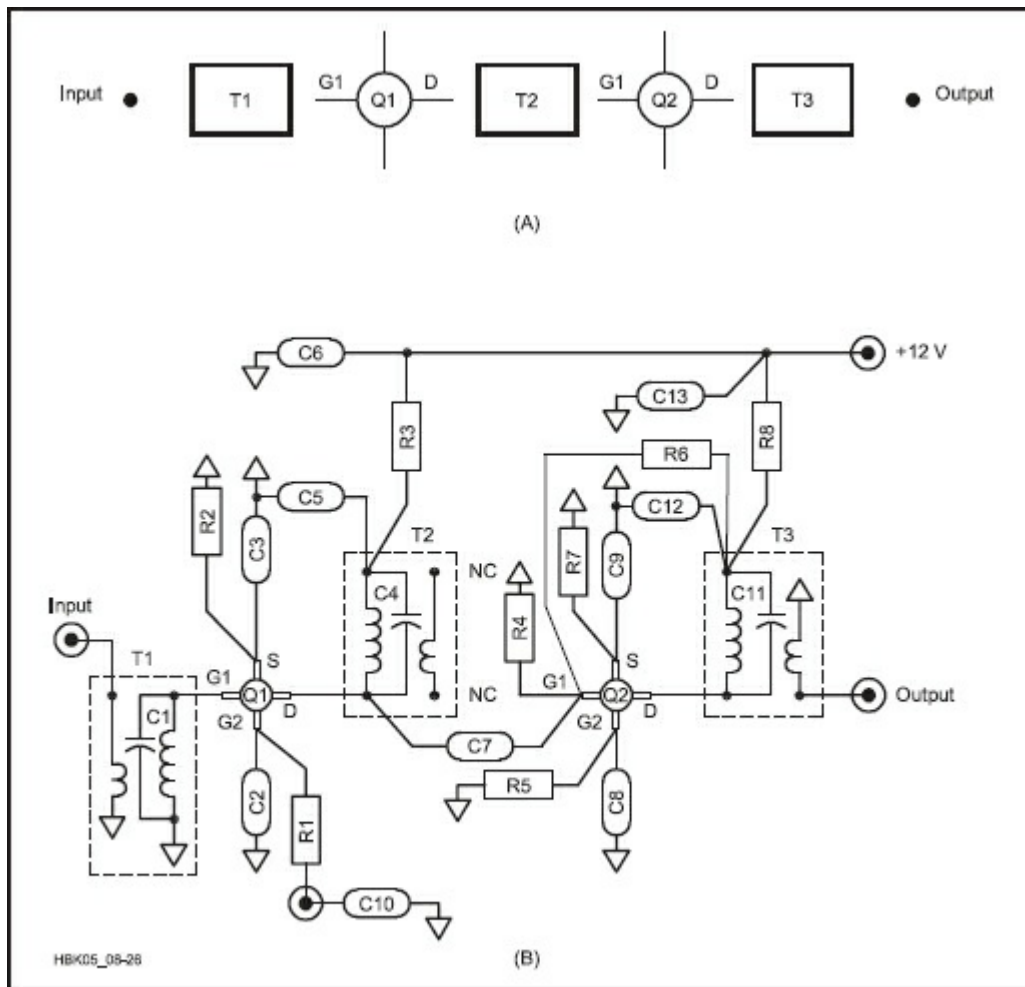 Input
T1
G1
Q1
D
T2
G1
Q2
D
T3
Output
(A)
C6
+12 V
C13
R3
R6
R8
R2
C5
C12
C3
R7
C9
T2
T3
NC
C4
C11
Input
R4
T1
S
S
G1
Q1
D
NC
G1
Q2
D
Output
C1
G2
G2
C7
C2
R1
R5
C8
C10
HBK05_08-26
(B)